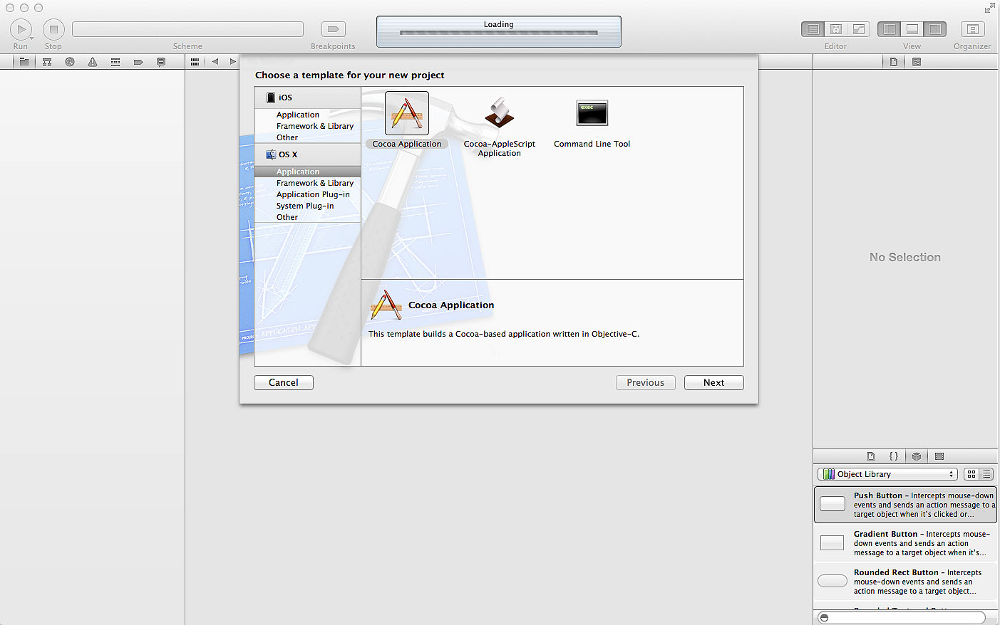 Loading
Run
Stop
Scheme
Breakpoints
Editor
View
Organizer
Choose a template for your new project
iOS
Application
Framework & Library
Other
OS X
Application
Framework & Library
Application Plug-in
System Plug-in
Other
Cocoa Application
Cocoa-AppleScript
Application
exec
Command Line Tool
Cocoa Application
This template builds a Cocoa-based application written in Objective-C.
Cancel
Previous
Next
No Selection
{ }
Object Library
Push Button - Intercepts mouse-down
events and sends an action message to a
target object when it's clicked or...
Gradient Button - Intercepts mouse-
down events and sends an action
message to a target object when it's...
Rounded Rect Button - Intercepts
mouse-down events and sends an
action message to a target object...